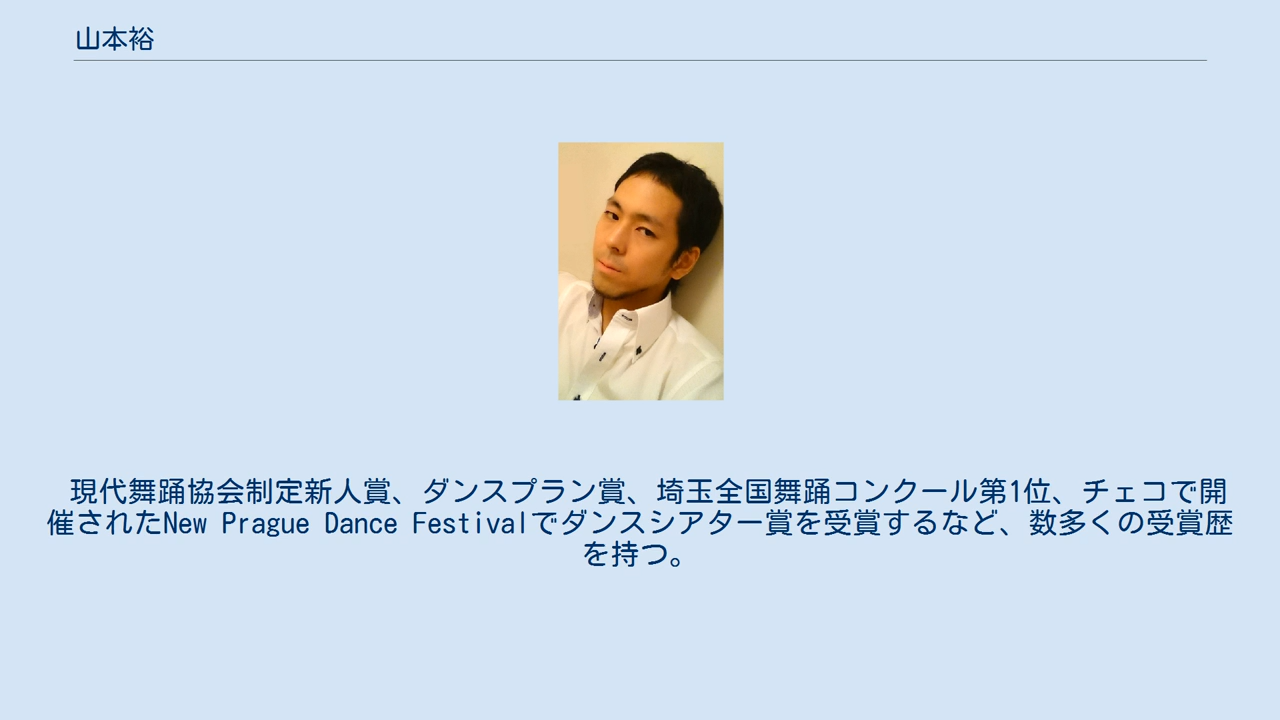 山本裕
現代舞踊協会制定新人賞、ダンスプラン賞、埼玉全国舞踊コンクール第1位、チェコで開
催されたNew Prague Dance Festivalでダンスシアター賞を受賞するなど、数多くの受賞歴
を持つ。